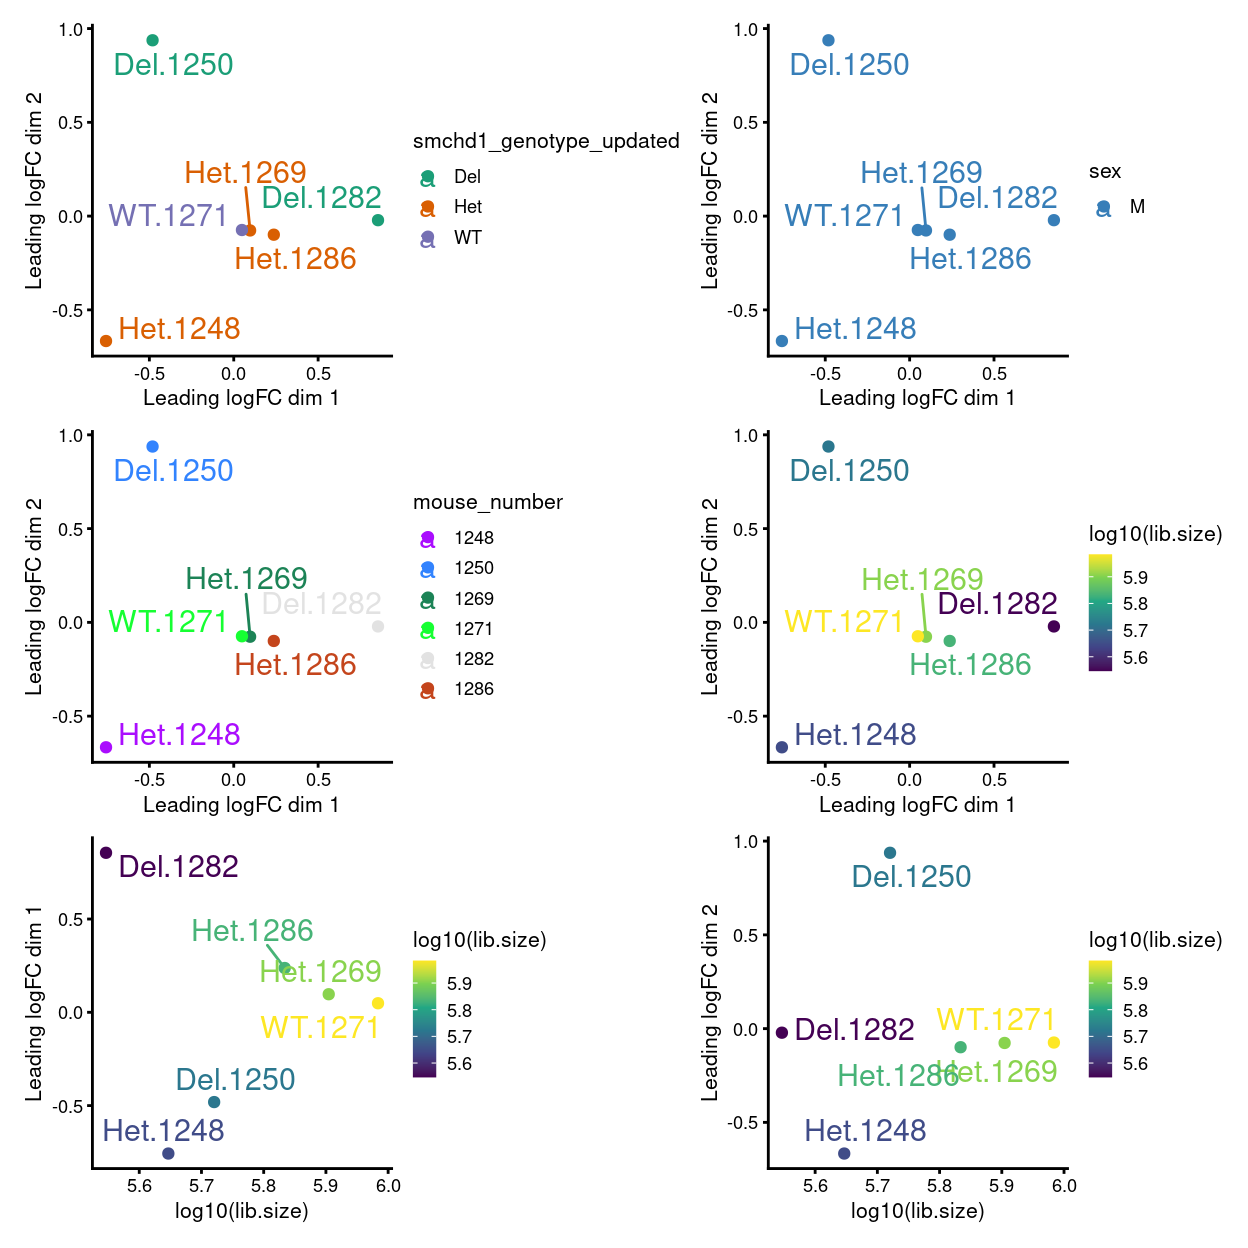 1.0
0.5
0.0
-0.5
Leading logFC dim 2
Del.1250
Het.1269
Del.1282
WT.1271
Het.1286
Het.1248
-0.5 0.0 0.5
Leading logFC dim 1
smchd1_genotype_updated
a Del
a Het
a WT
1.0
0.5
0.0
-0.5
Leading logFC dim 2
Del.1250
Het.1269
Del.1282
WT.1271
Het.1286
Het.1248
-0.5 0.0 0.5
Leading logFC dim 1
sex
a M
1.0
0.5
0.0
-0.5
Leading logFC dim 2
Del.1250
Het.1269
Del.1282
WT.1271
Het.1286
Het.1248
-0.5 0.0 0.5
Leading logFC dim 1
mouse_number
a 1248
a 1250
a 1269
a 1271
a 1282
a 1286
1.0
0.5
0.0
-0.5
Leading logFC dim 2
Del.1250
Het.1269
Del.1282
WT.1271
Het.1286
Het.1248
-0.5 0.0 0.5
Leading logFC dim 1
log10(lib.size)
5.9
5.8
5.7
5.6
0.5
0.0
-0.5
Leading logFC dim 1
Del.1282
Het.1286
Het.1269
WT.1271
Del.1250
Het.1248
5.6 5.7 5.8 5.9 6.0
log10(lib.size)
log10(lib.size)
5.9
5.8
5.7
5.6
1.0
0.5
0.0
-0.5
Leading logFC dim 2
Del.1250
WT.1271
Del.1282
Het.1286
Het.1269
Het.1248
5.6 5.7 5.8 5.9 6.0
log10(lib.size)
log10(lib.size)
5.9
5.8
5.7
5.6